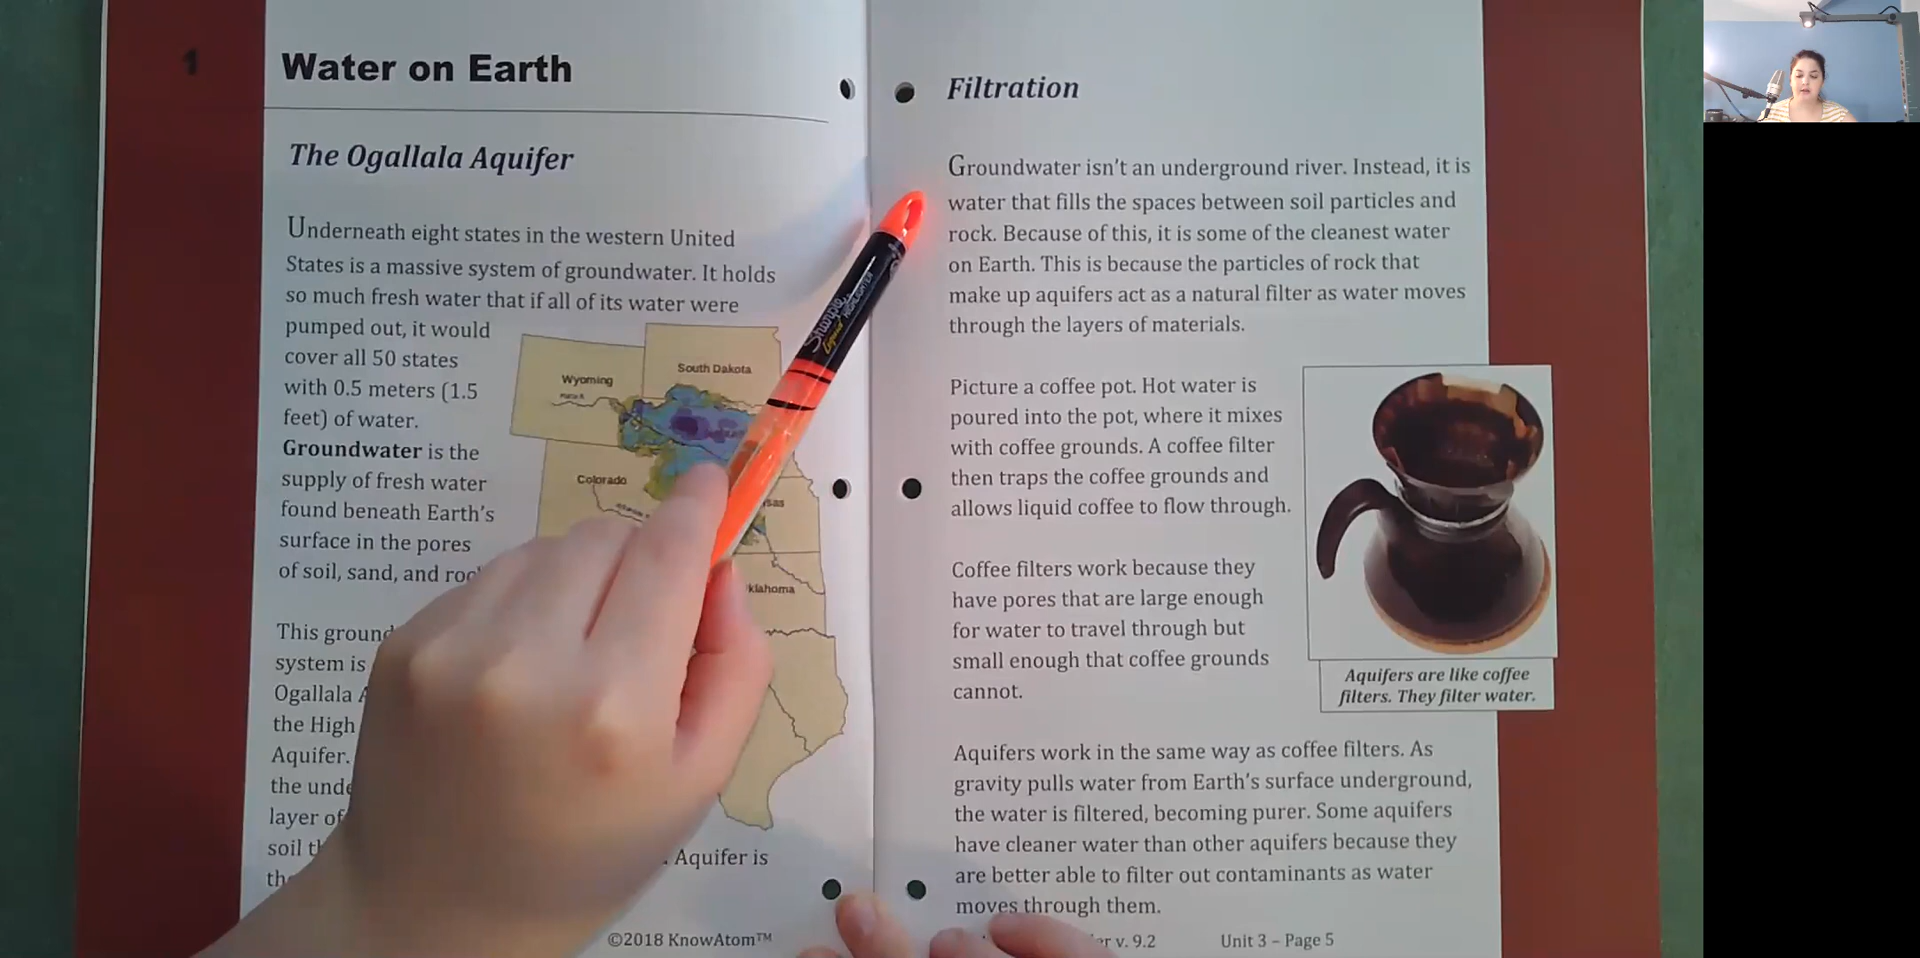 1
Water on Earth
The Ogallala Aquifer
Underneath eight states in the western United
States is a massive system of groundwater. It holds
so much fresh water that if all of its water were
pumped out, it would
cover all 50 states
with 0.5 meters (1.5
feet) of water.
Groundwater is the
supply of fresh water
found beneath Earth's
surface in the pores
of soil, sand, and
This
system is
Ogallala
the High
Aquifer.
the
layer of
soil
Aquifer is
Wyoming
South Dakota
Colorado
©2018 KnowAtom™
Sharpie
Liquid
HIGHLIGHTER
Filtration
Groundwater isn't an underground river. Instead, it is
water that fills the spaces between soil particles and
rock. Because of this, it is some of the cleanest water
on Earth. This is because the particles of rock that
make up aquifers act as a natural filter as water moves
through the layers of materials.
Picture a coffee pot. Hot water is
poured into the pot, where it mixes
with coffee grounds. A coffee filter
then traps the coffee grounds and
allows liquid coffee to flow through.
Coffee filters work because they
have pores that are large enough
for water to travel through but
small enough that coffee grounds
cannot.
Aquifers are like coffee
filters. They filter water.
Aquifers work in the same way as coffee filters. As
gravity pulls water from Earth's surface underground,
the water is filtered, becoming purer. Some aquifers
have cleaner water than other aquifers because they
are better able to filter out contaminants as water
moves through them.
v. 9.2
Unit 3 – Page 5